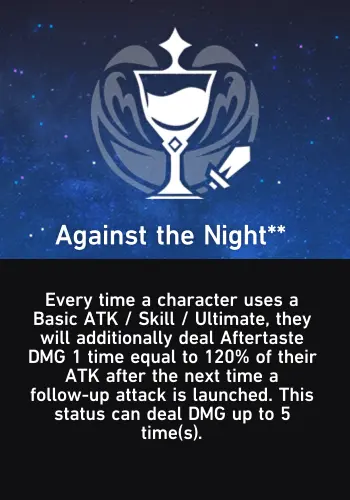 Against the Night**
Every time a character uses a
Basic ATK / Skill / Ultimate, they
will additionally deal Aftertaste
DMG 1 time equal to 120% of their
ATK after the next time a
follow-up attack is launched. This
status can deal DMG up to 5
time(s).